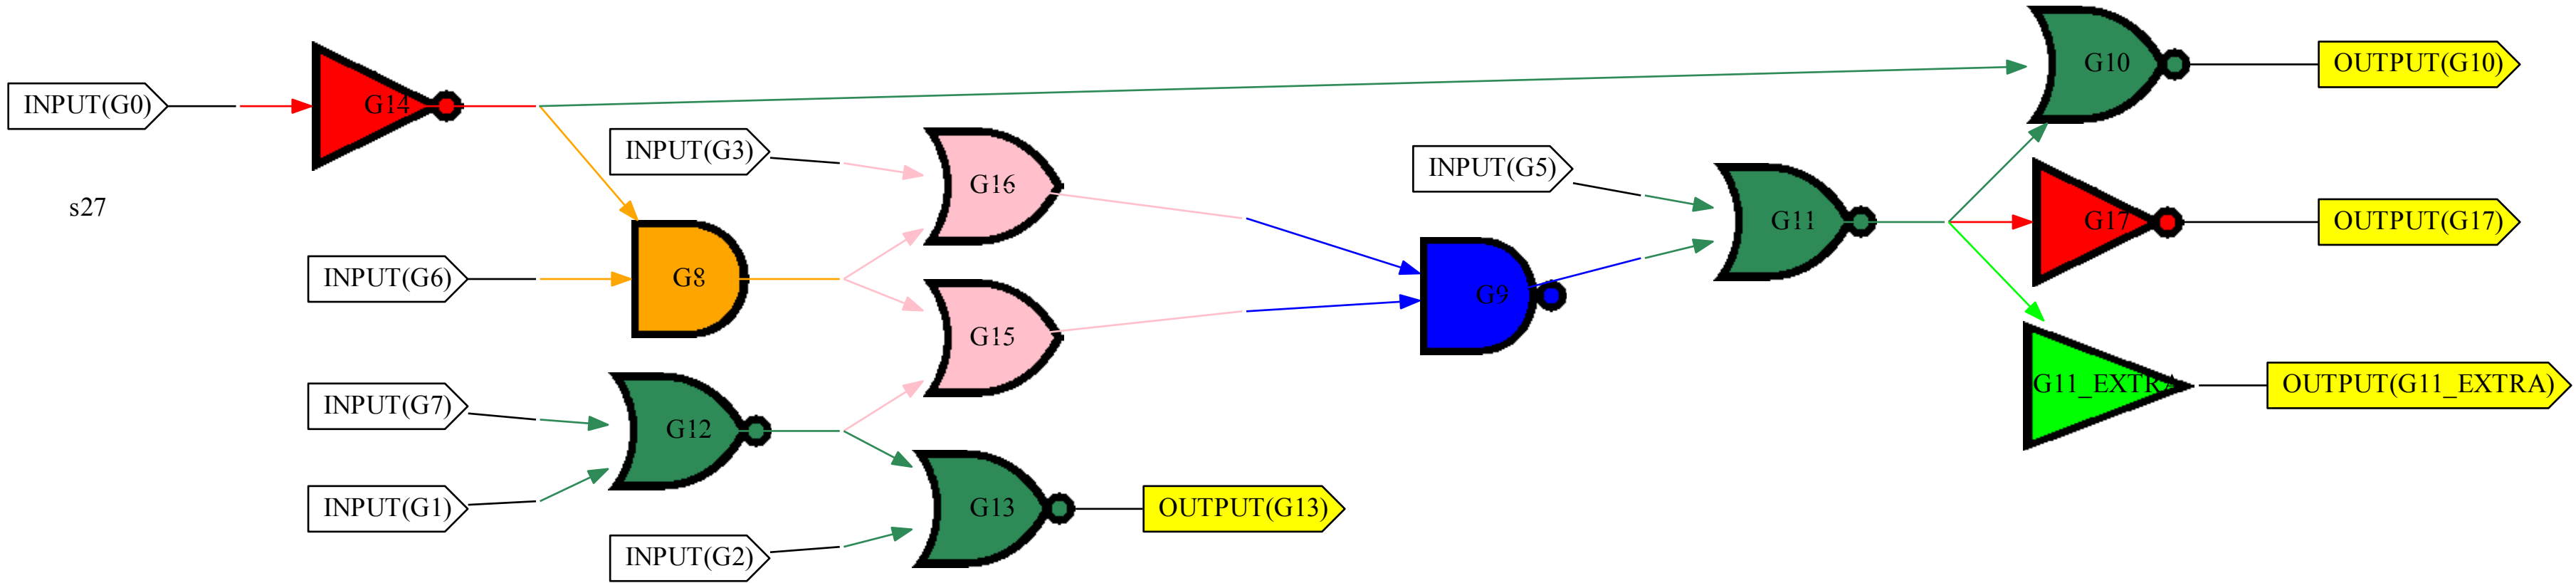 G10
OUTPUT(G10)
INPUT(G0)
G14
INPUT(G3)
G16
INPUT(G5)
s27
G11
G17
OUTPUT(G17)
INPUT(G6)
G8
G9
G15
G11_EXTRA
OUTPUT(G11_EXTRA)
INPUT(G7)
G12
INPUT(G1)
G13
OUTPUT(G13)
INPUT(G2)